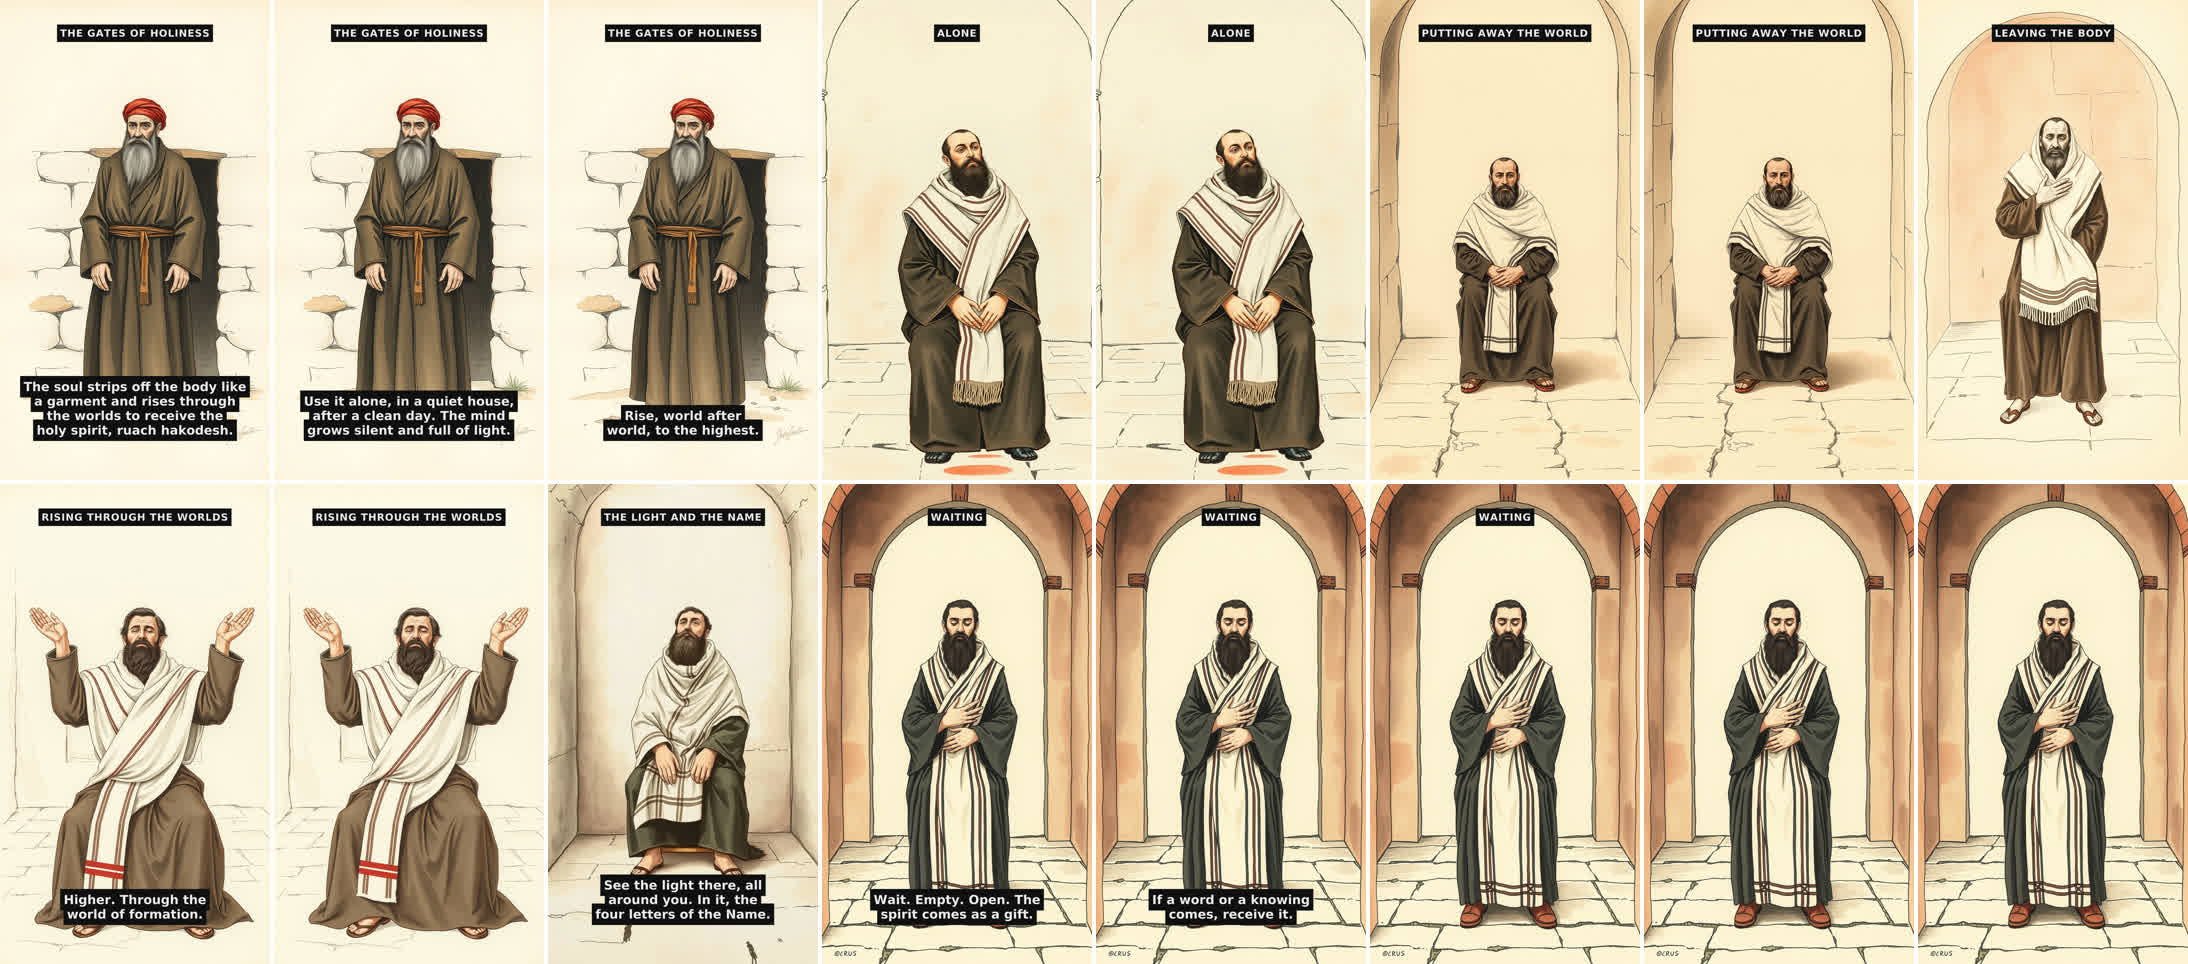 THE GATES OF HOLINESS
The soul strips off the body like
a garment and rises through
the worlds to receive the
holy spirit, ruach hakodesh.
THE GATES OF HOLINESS
Use it alone, in a quiet house,
after a clean day. The mind
grows silent and full of light.
THE GATES OF HOLINESS
Rise, world after
world, to the highest.
ALONE
ALONE
PUTTING AWAY THE WORLD
PUTTING AWAY THE WORLD
LEAVING THE BODY
RISING THROUGH THE WORLDS
Higher. Through the
world of formation.
RISING THROUGH THE WORLDS
THE LIGHT AND THE NAME
See the light there, all
around you. In it, the
four letters of the Name.
WAITING
Wait. Empty. Open. The
spirit comes as a gift.
©CRUS
WAITING
If a word or a knowing
comes, receive it.
©CRUS
WAITING
©CRUS
©CRUS
©CRUS